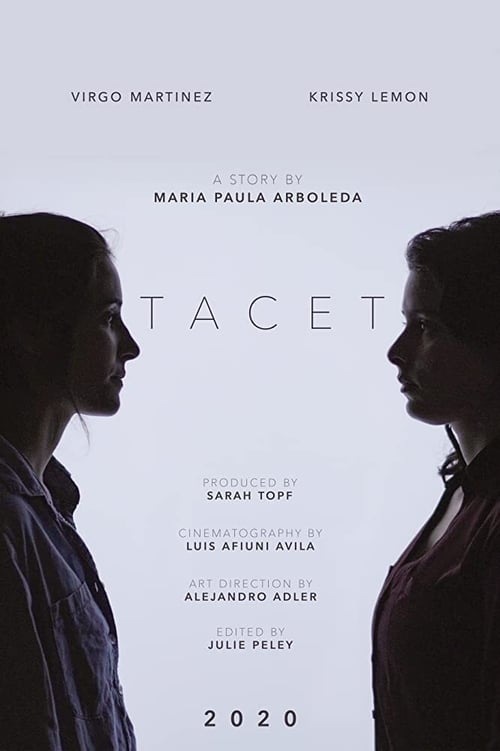 VIRGO MARTINEZ KRISSY LEMON
A STORY BY
MARIA PAULA ARBOLEDA
TACET
PRODUCED BY
SARAH TOPF
CINEMATOGRAPHY BY
LUIS AFIUNI AVILA
ART DIRECTION BY
ALEJANDRO ADLER
EDITED BY
JULIE PELEY
2020